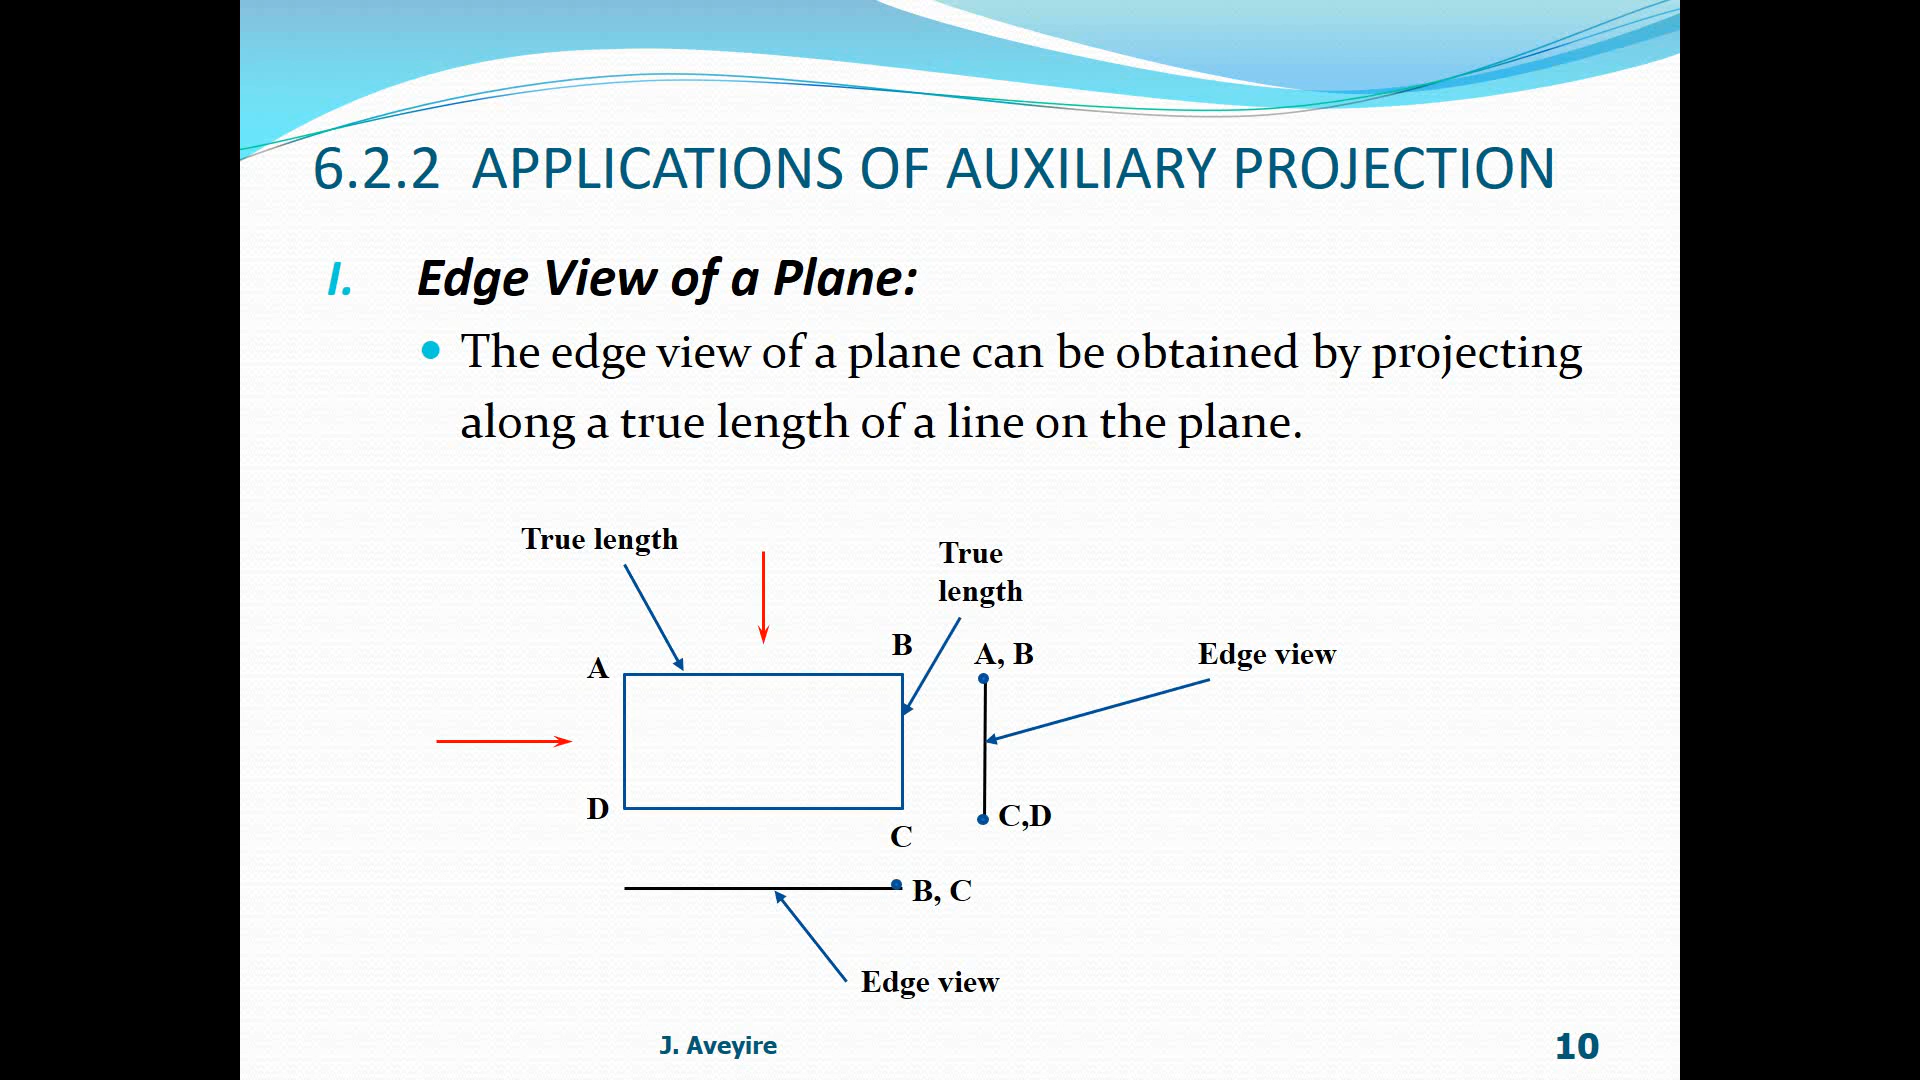 6.2.2 APPLICATIONS OF AUXILIARY PROJECTION
I. Edge View of a Plane:
The edge view of a plane can be obtained by projecting
along a true length of a line on the plane.
True length
True
length
B
A, B
Edge view
A
D
C,D
C
B, C
Edge view
J. Aveyire
10